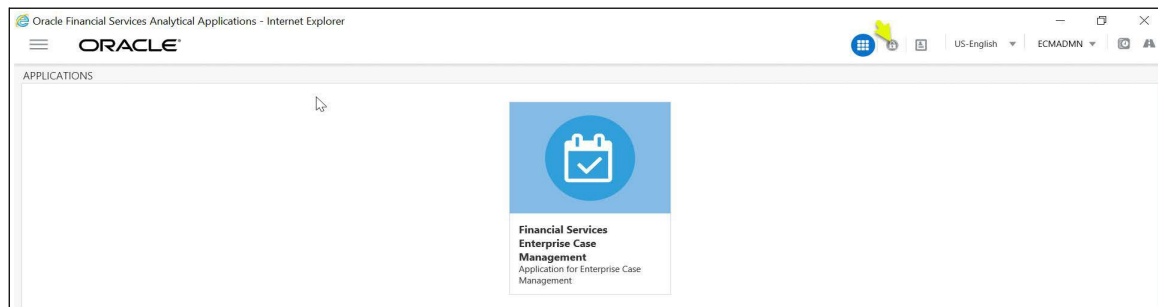 Oracle Financial Services Analytical Applications - Internet Explorer
ORACLE®
US-English
ECMADMN
APPLICATIONS
Financial Services
Enterprise Case
Management
Application for Enterprise Case
Management